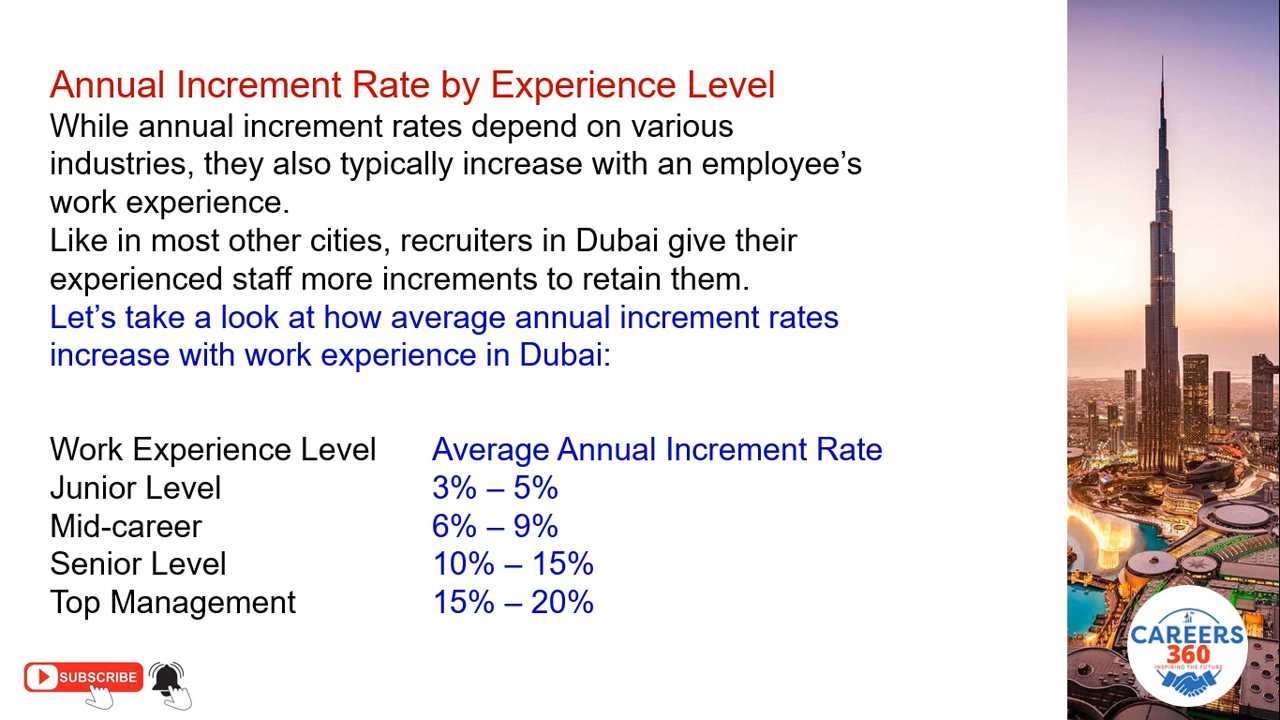 Annual Increment Rate by Experience Level
While annual increment rates depend on various
industries, they also typically increase with an employee’s
work experience.
Like in most other cities, recruiters in Dubai give their
experienced staff more increments to retain them.
Let’s take a look at how average annual increment rates
increase with work experience in Dubai:
Work Experience Level Average Annual Increment Rate
Junior Level 3% – 5%
Mid-career 6% – 9%
Senior Level 10% – 15%
Top Management 15% – 20%
SUBSCRIBE
CAREERS
360
INSPIRING THE FUTURE